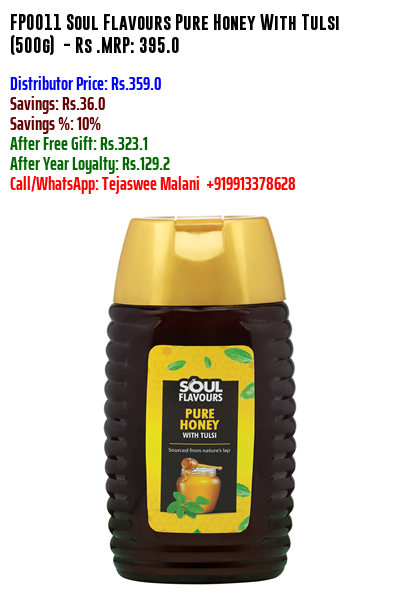 FP0011 Soul Flavours Pure Honey With Tulsi
(500g) - Rs .MRP: 395.0
Distributor Price: Rs.359.0
Savings: Rs.36.0
Savings %: 10%
After Free Gift: Rs.323.1
After Year Loyalty: Rs.129.2
Call/WhatsApp: Tejaswee Malani +919913378628
SOUL
FLAVOURS
PURE
HONEY
WITH TULSI
Sourced from nature's lap